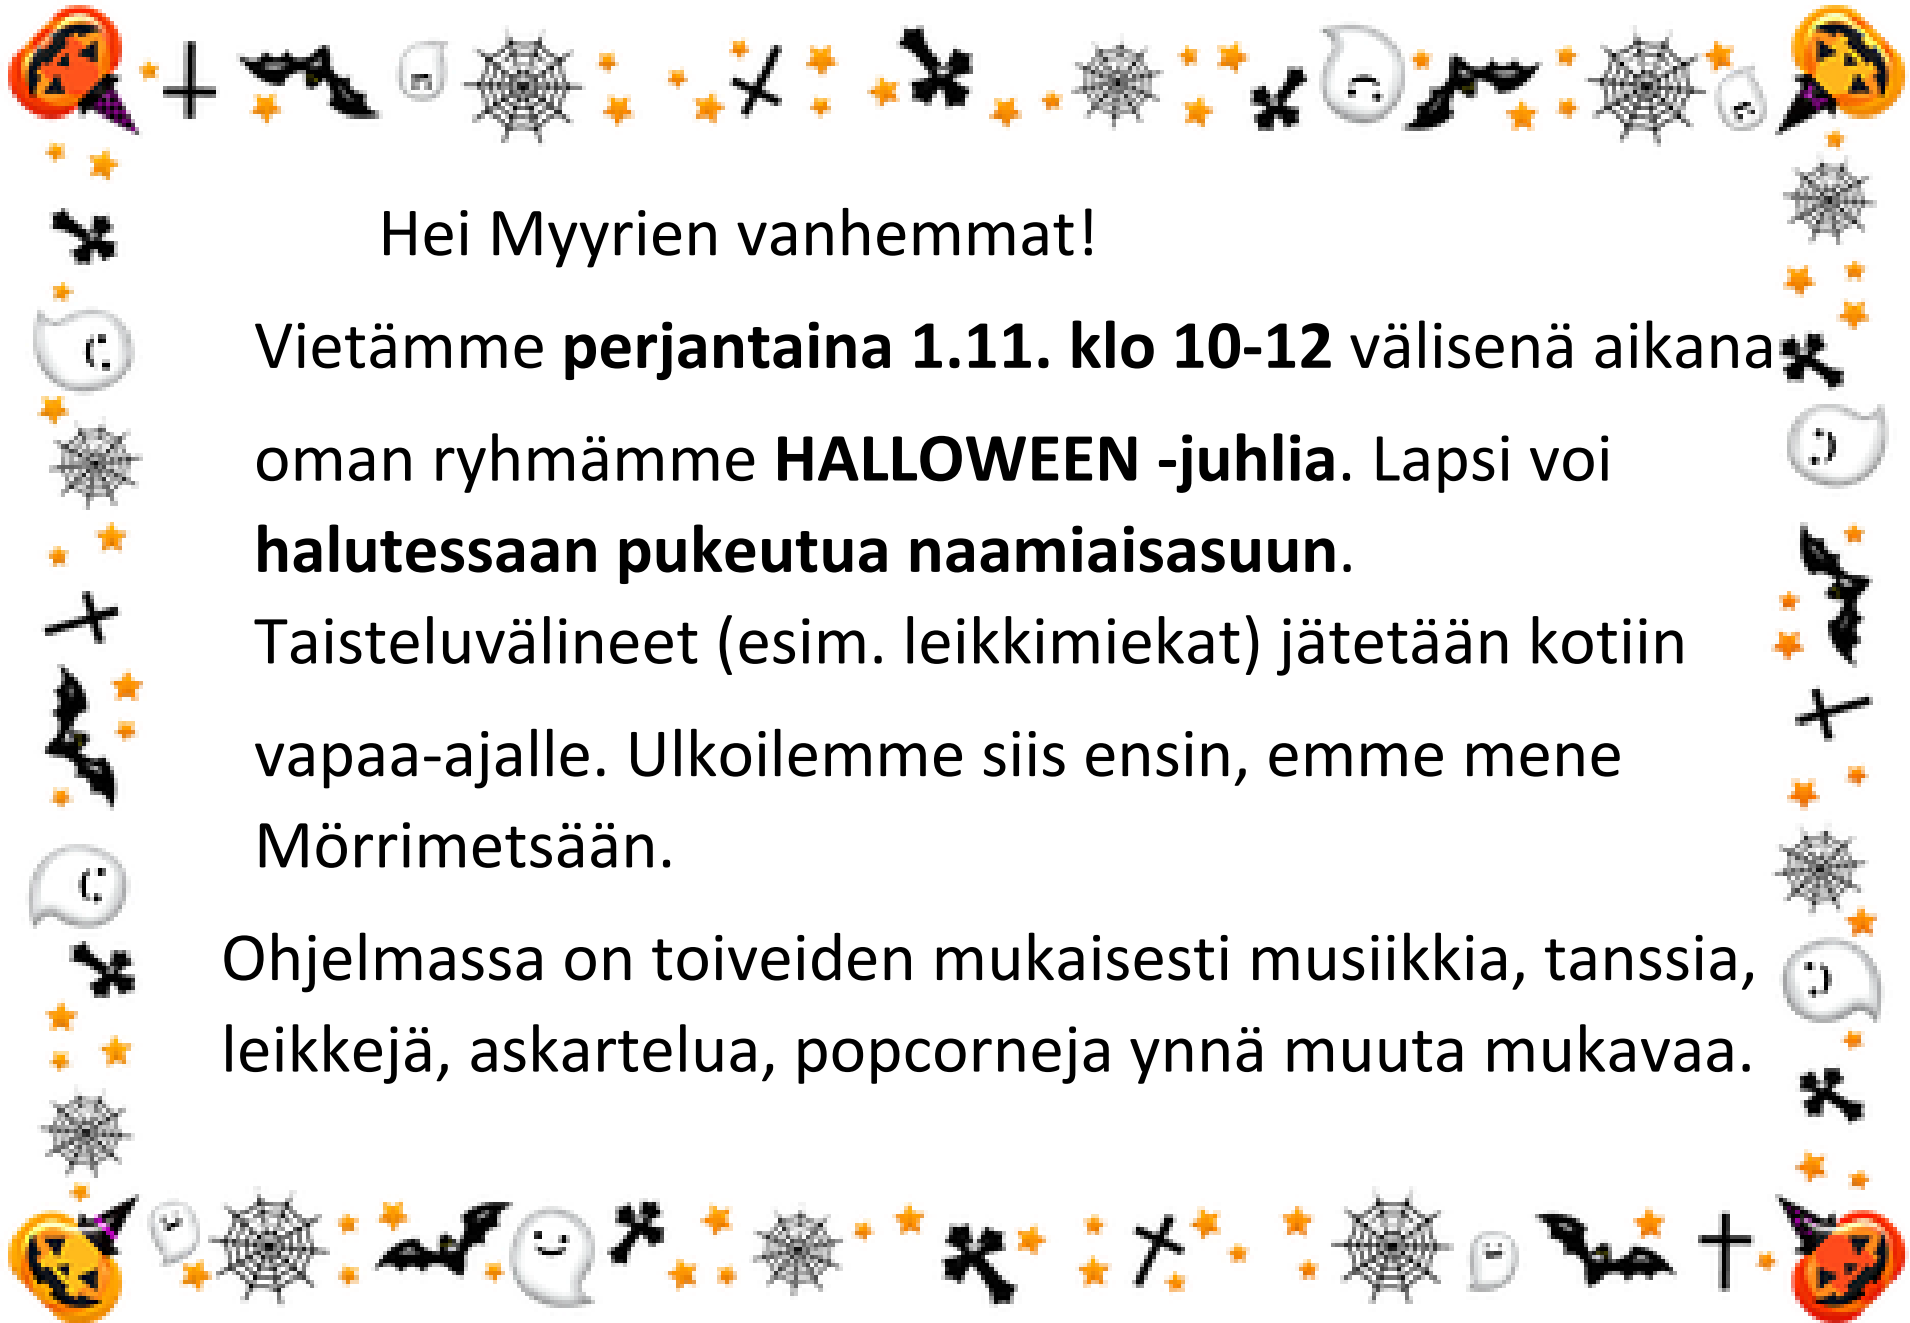 Hei Myyrien vanhemmat!
Vietämme perjantaina 1.11. klo 10-12 välisenä aikana
oman ryhmämme HALLOWEEN -juhlia. Lapsi voi
halutessaan pukeutua naamiaisasuun.
Taisteluvälineet (esim. leikkimiekat) jätetään kotiin
vapaa-ajalle. Ulkoilemme siis ensin, emme mene
Mörrimetsään.
Ohjelmassa on toiveiden mukaisesti musiikkia, tanssia,
leikkejä, askartelua, popcorneja ynnä muuta mukavaa.